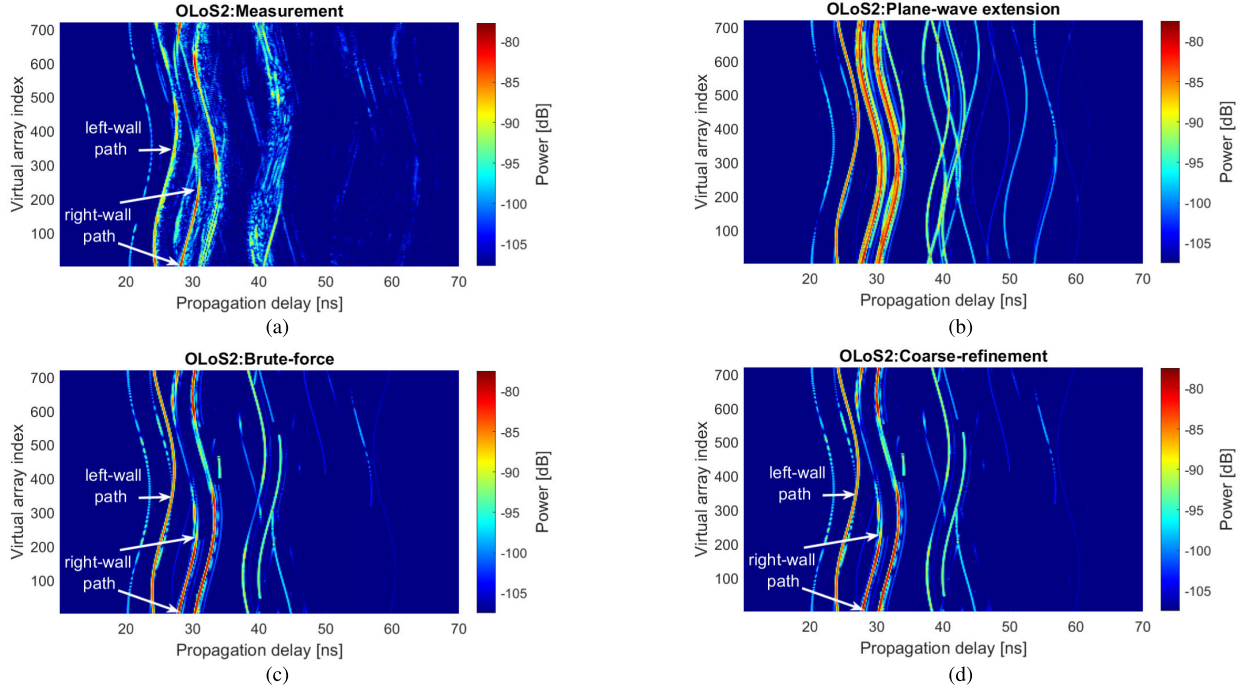 OLoS2:Measurement
700
600
500
400
300
200
100
Virtual array index
left-wall
path
right-wall
path
20 30 40 50 60 70
Propagation delay [ns]
-80
-85
-90
-95
-100
-105
Power [dB]
(a)
OLoS2:Plane-wave extension
700
600
500
400
300
200
100
Virtual array index
20 30 40 50 60 70
Propagation delay [ns]
-80
-85
-90
-95
-100
-105
Power [dB]
(b)
OLoS2:Brute-force
700
600
500
400
300
200
100
Virtual array index
left-wall
path
right-wall
path
20 30 40 50 60 70
Propagation delay [ns]
-80
-85
-90
-95
-100
-105
Power [dB]
(c)
OLoS2:Coarse-refinement
700
600
500
400
300
200
100
Virtual array index
left-wall
path
right-wall
path
20 30 40 50 60 70
Propagation delay [ns]
-80
-85
-90
-95
-100
-105
Power [dB]
(d)